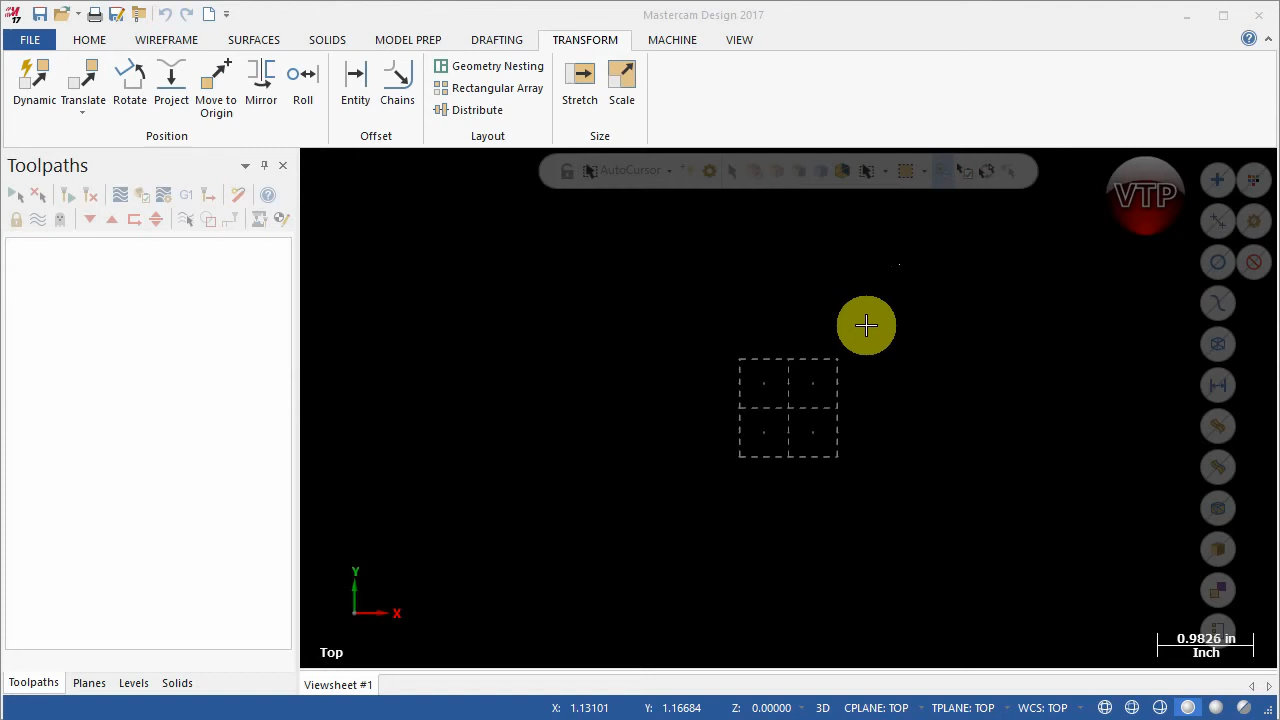 17
Mastercam Design 2017
FILE HOME WIREFRAME SURFACES SOLIDS MODEL PREP DRAFTING TRANSFORM MACHINE VIEW
Dynamic Translate Rotate Project Move to Origin Mirror Roll
Position
Entity Chains
Offset
Geometry Nesting
Rectangular Array
Distribute
Layout
Stretch Scale
Size
Toolpaths
G1
AutoCursor
VTP
Y
X
Top
0.9826 in
Inch
Toolpaths Planes Levels Solids
Viewsheet #1
X: 1.13101 Y: 1.16684 Z: 0.00000 3D CPLANE: TOP TPLANE: TOP WCS: TOP